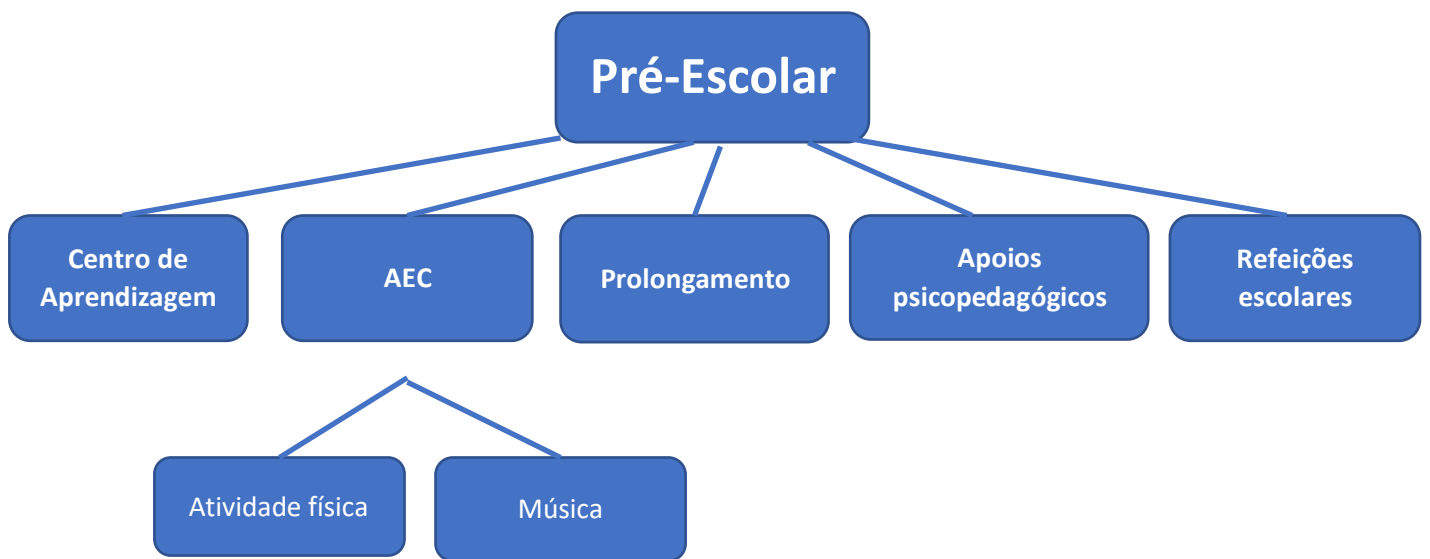 Pré-Escolar
Centro de
Aprendizagem
AEC
Prolongamento
Apoios
psicopedagógicos
Refeições
escolares
Atividade física
Música